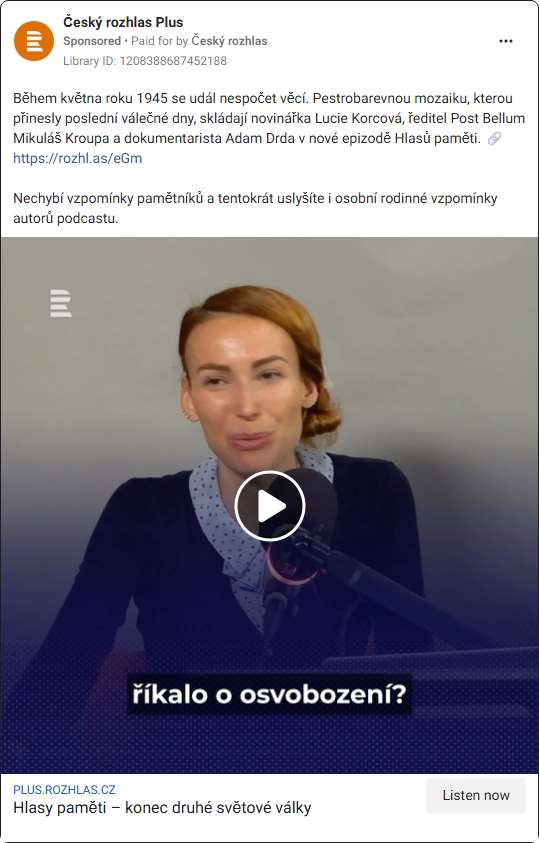 Český rozhlas Plus
Sponsored • Paid for by Český rozhlas
Library ID: 1208388687452188
Během května roku 1945 se udál nespočet věcí. Pestrobarevnou mozaiku, kterou
přinesly poslední válečné dny, skládají novinářka Lucie Korcová, ředitel Post Bellum
Mikuláš Kroupa a dokumentarista Adam Drda v nové epizodě Hlasů paměti. 🔗
https://rozhl.as/eGm
Nechybí vzpomínky pamětníků a tentokrát uslyšíte i osobní rodinné vzpomínky
autorů podcastu.
říkalo o osvobození?
PLUS.ROZHLAS.CZ
Hlasy paměti – konec druhé světové války
Listen now